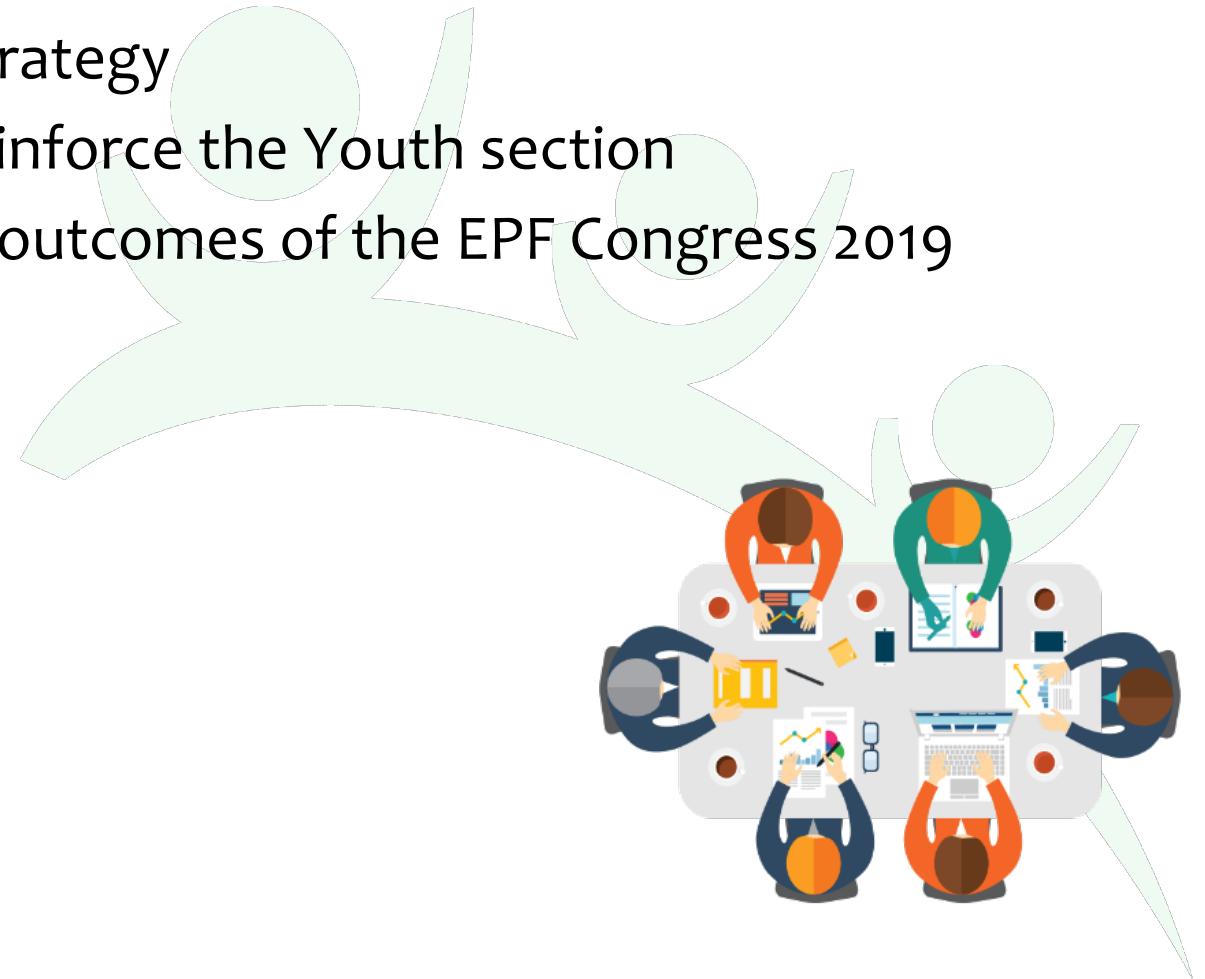 rategy
inforce the Youth section
outcomes of the EPF Congress 2019